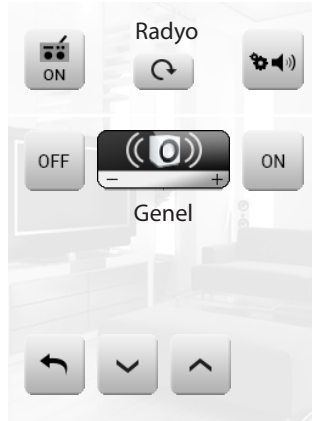 Radyo
ON
OFF
- +
ON
Genel